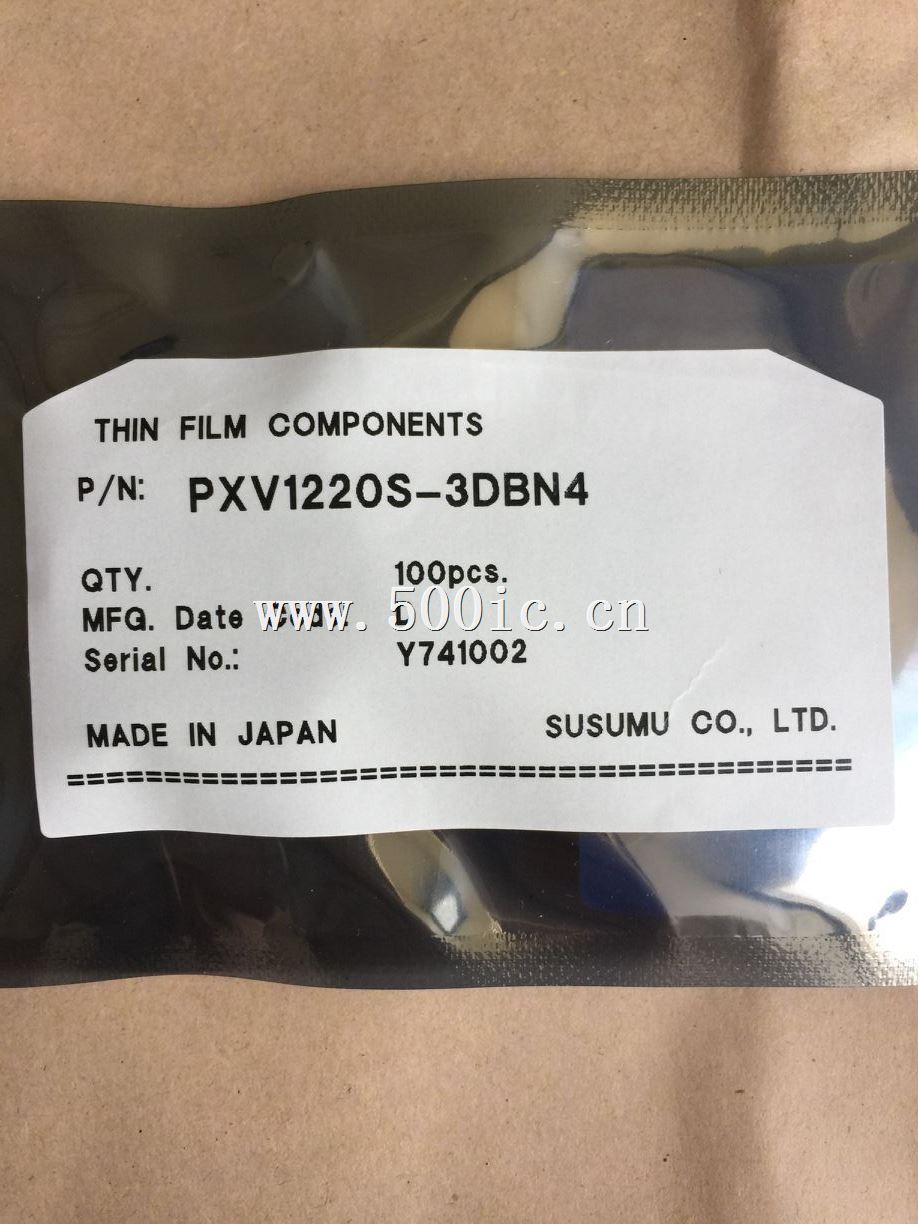 THIN FILM COMPONENTS
P/N: PXV1220S-3DBN4
QTY. 100pcs.
MFG. Date
www.500ic.cn
Serial No.: Y741002
MADE IN JAPAN SUSUMU CO., LTD.